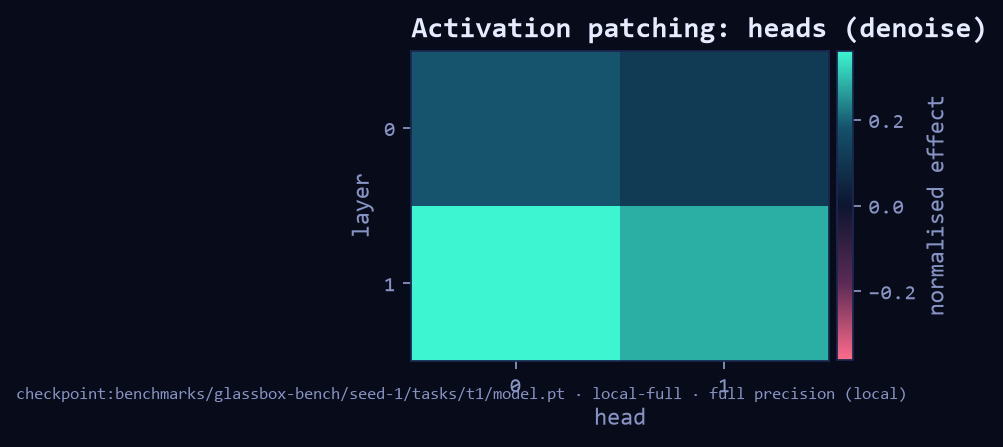 Activation patching: heads (denoise)
0
1
layer
0
1
head
0.2
0.0
−0.2
normalised effect
checkpoint:benchmarks/glassbox-bench/seed-1/tasks/t1/model.pt · local-full · full precision (local)